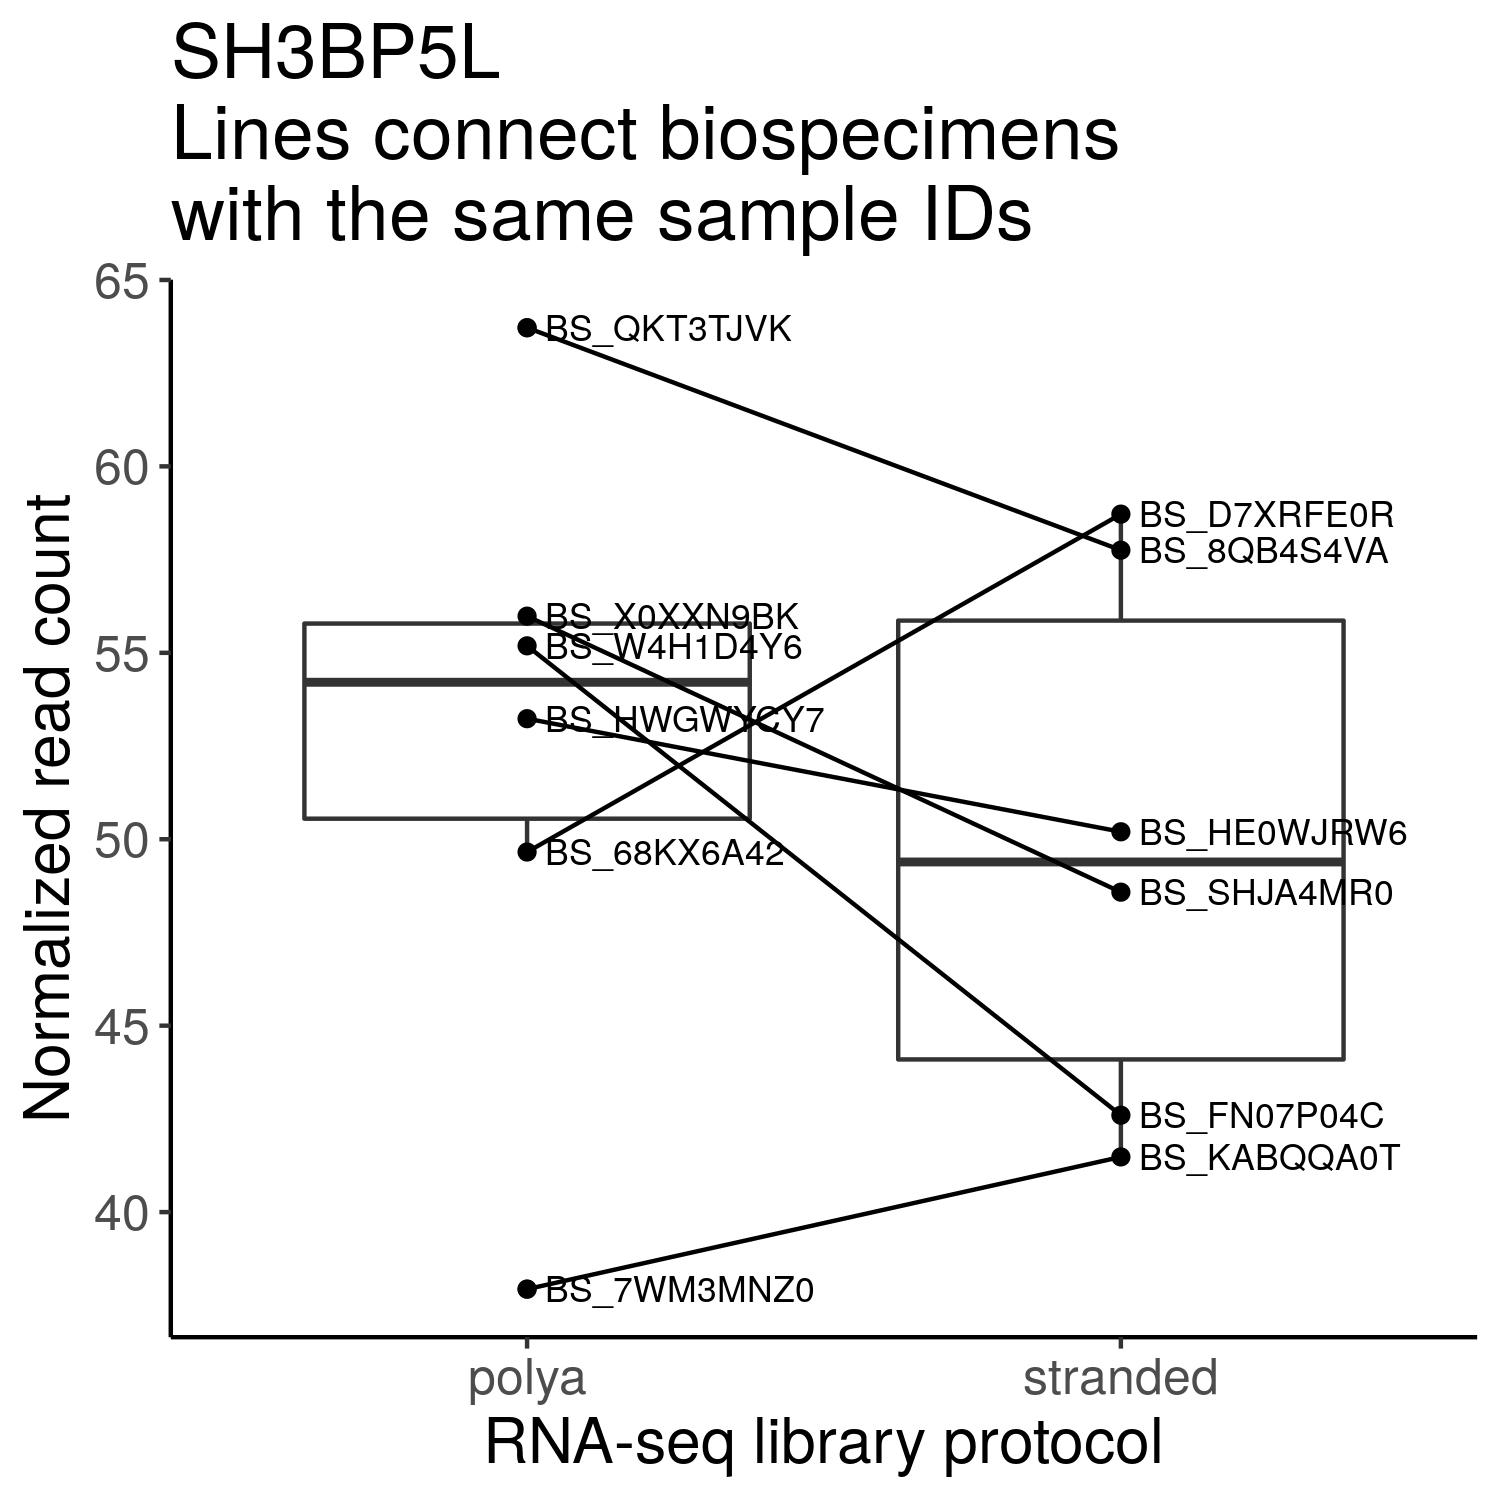 SH3BP5L
Lines connect biospecimens
with the same sample IDs
65
60
55
50
45
40
Normalized read count
BS_QKT3TJVK
BS_D7XRFE0R
BS_8QB4S4VA
BS_X0XXN9BK
BS_W4H1D4Y6
BS_HWGWYCY7
BS_HE0WJRW6
BS_68KX6A42
BS_SHJA4MR0
BS_FN07P04C
BS_KABQQA0T
BS_7WM3MNZ0
polya
stranded
RNA-seq library protocol